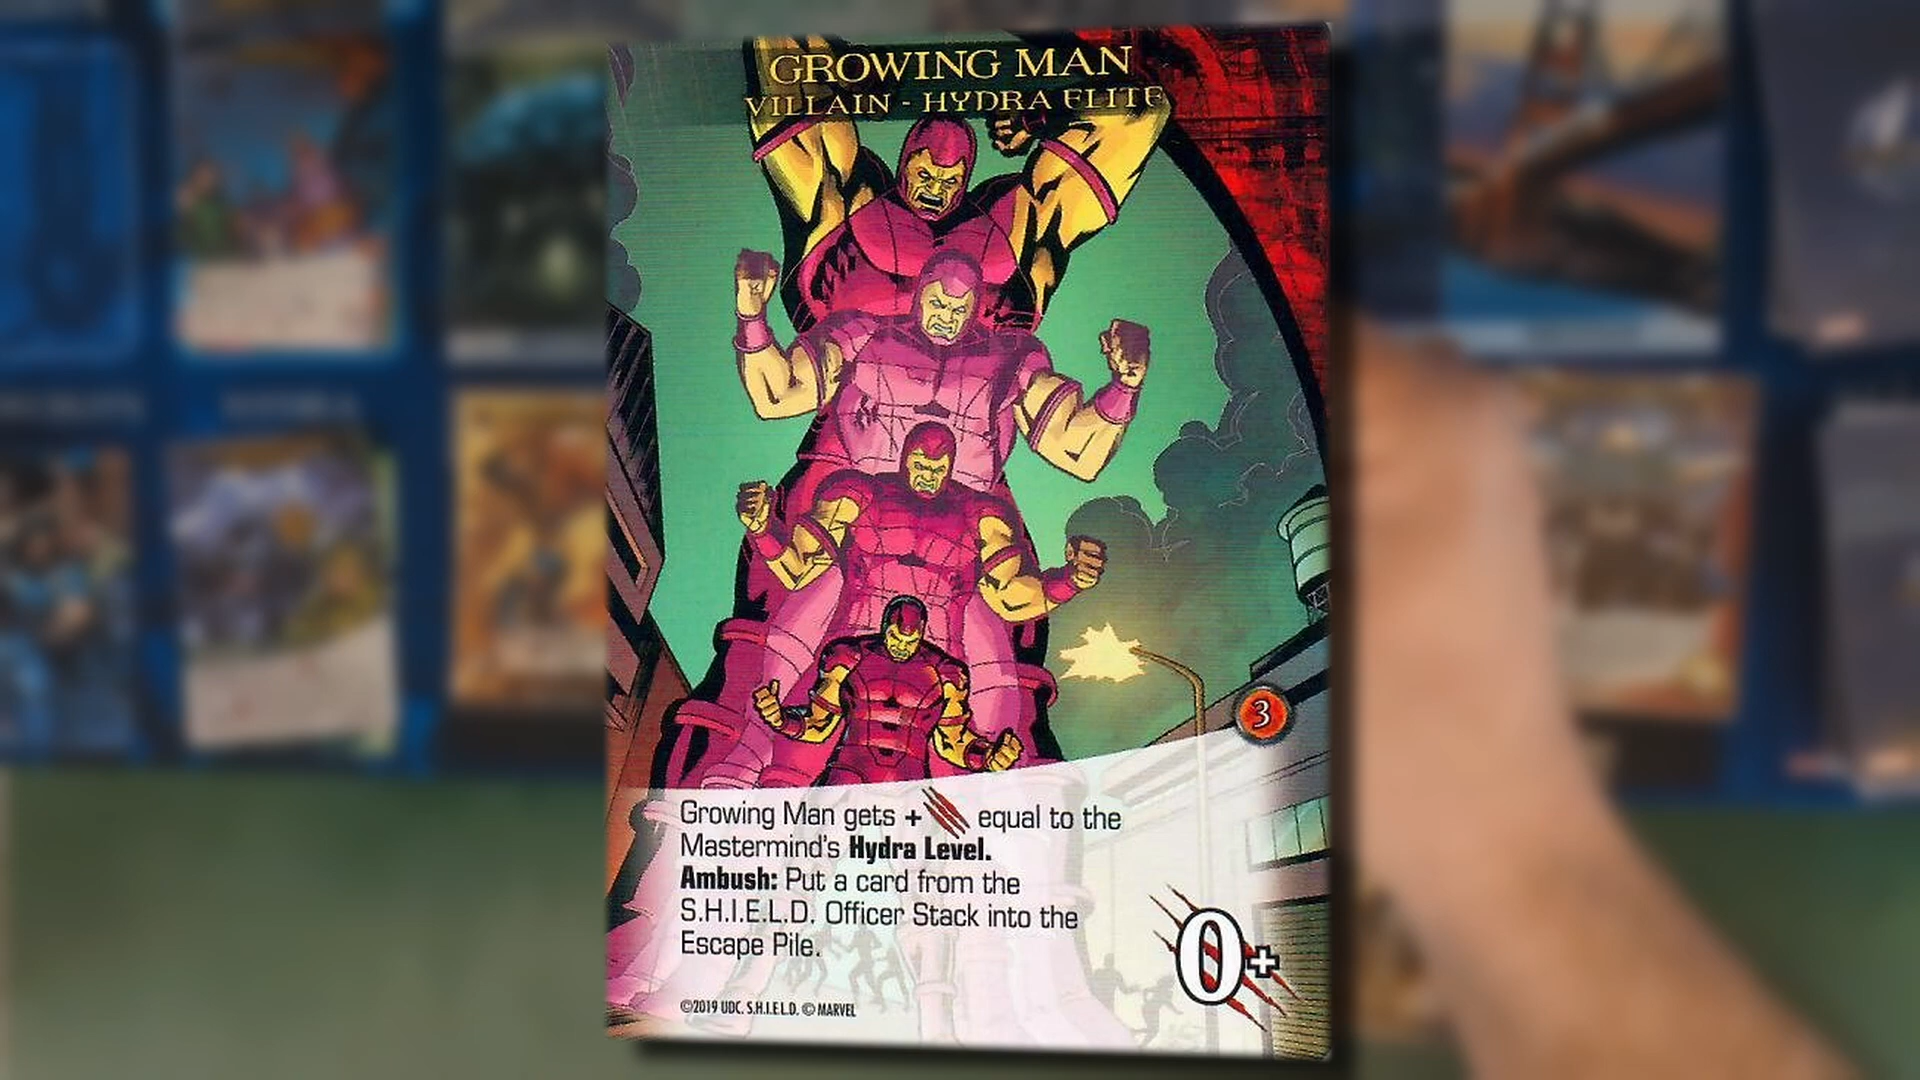 GROWING MAN
VILLAIN - HYDRA ELITE
3
Growing Man gets + equal to the
Mastermind's Hydra Level.
Ambush: Put a card from the
S.H.I.E.L.D. Officer Stack into the
Escape Pile.
0+
©2019 UDC. S.H.I.E.L.D. © MARVEL